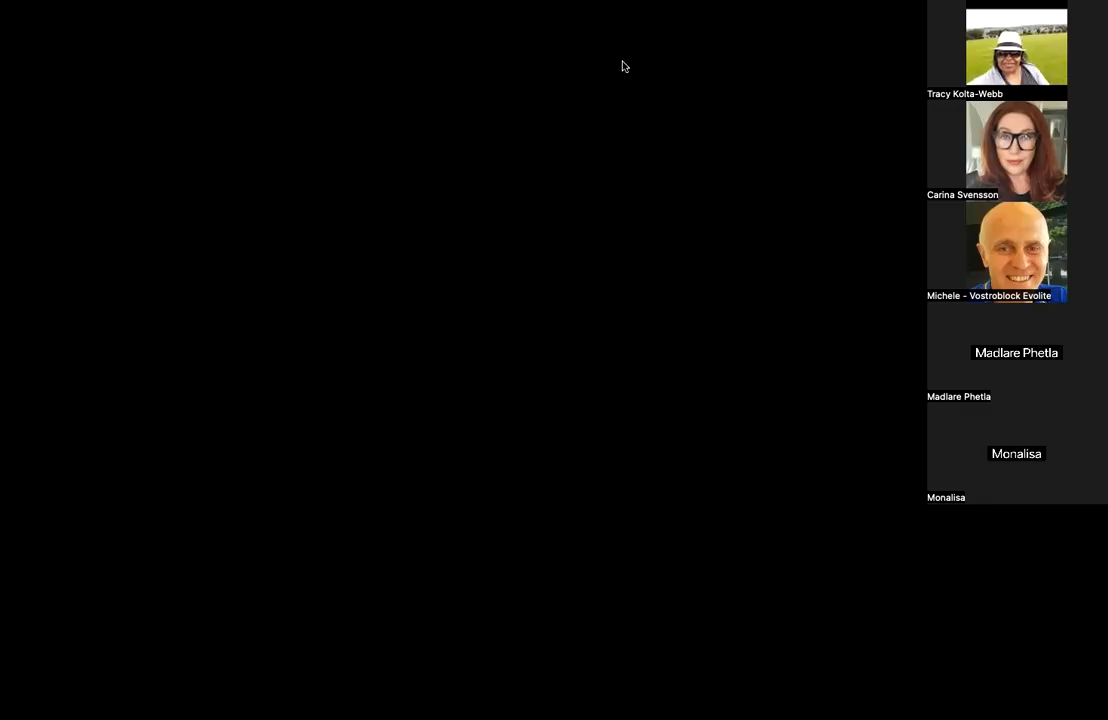 Tracy Kolta-Webb
Carina Svensson
Michele - Vostroblock Evolite
Madlare Phetla
Madlare Phetla
Monalisa
Monalisa